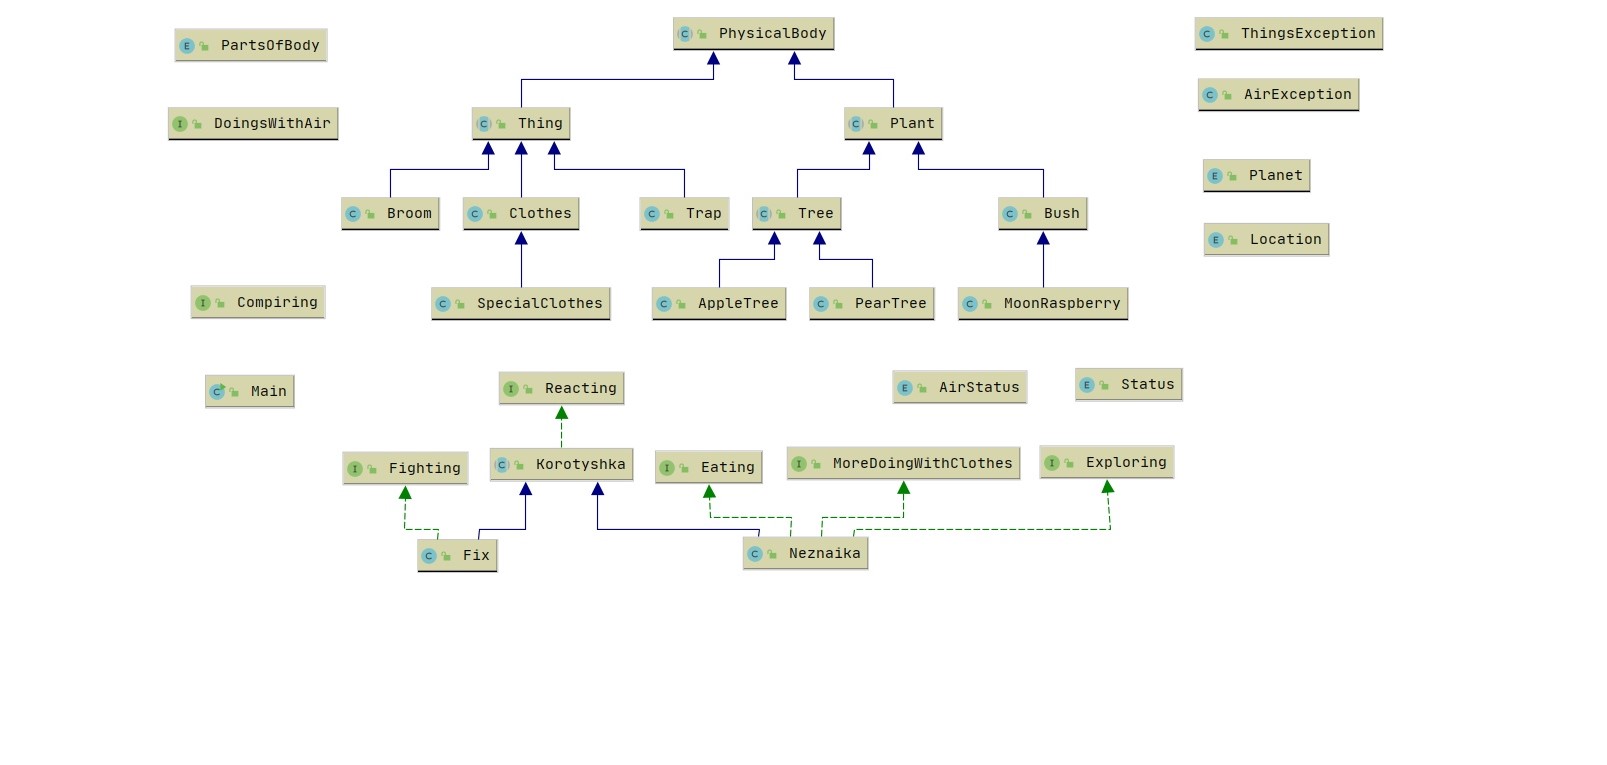 PhysicalBody
ThingsException
PartsOfBody
AirException
DoingsWithAir
Thing
Plant
Planet
Broom
Clothes
Trap
Tree
Bush
Location
Compiring
SpecialClothes
AppleTree
PearTree
MoonRaspberry
Main
Reacting
AirStatus
Status
Fighting
Korotyshka
Eating
MoreDoingWithClothes
Exploring
Fix
Neznaika